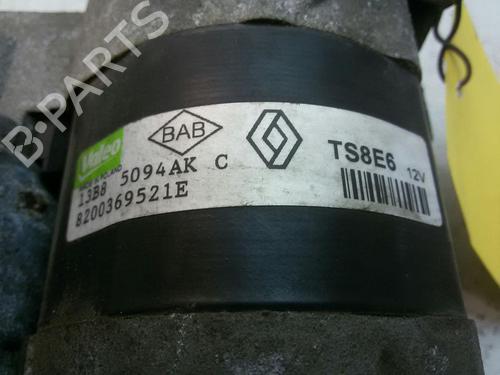 B-PARTS
Valeo
BAB
TS8E6 12V
13B8 5094AK C
8200369521E